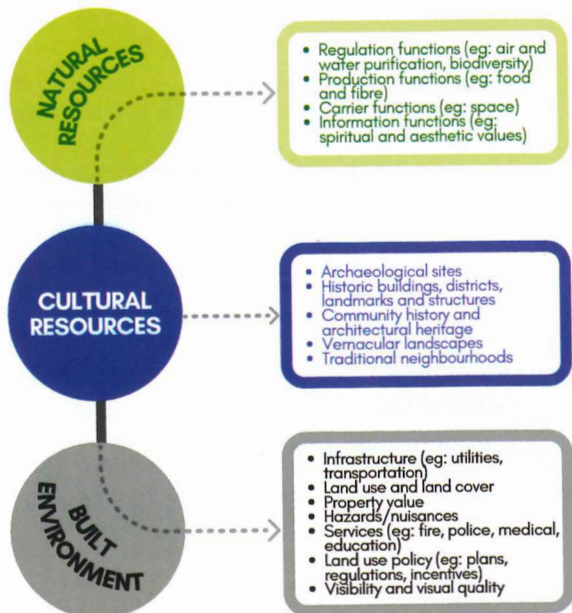 NATURAL
RESOURCES
• Regulation functions (eg: air and
water purification, biodiversity)
• Production functions (eg: food
and fibre)
• Carrier functions (eg: space)
• Information functions (eg:
spiritual and aesthetic values)
CULTURAL
RESOURCES
• Archaeological sites
• Historic buildings, districts,
landmarks and structures
• Community history and
architectural heritage
• Vernacular landscapes
• Traditional neighbourhoods
BUILT
ENVIRONMENT
• Infrastructure (eg: utilities,
transportation)
• Land use and land cover
• Property value
• Hazards/nuisances
• Services (eg: fire, police, medical,
education)
• Land use policy (eg: plans,
regulations, incentives)
• Visibility and visual quality